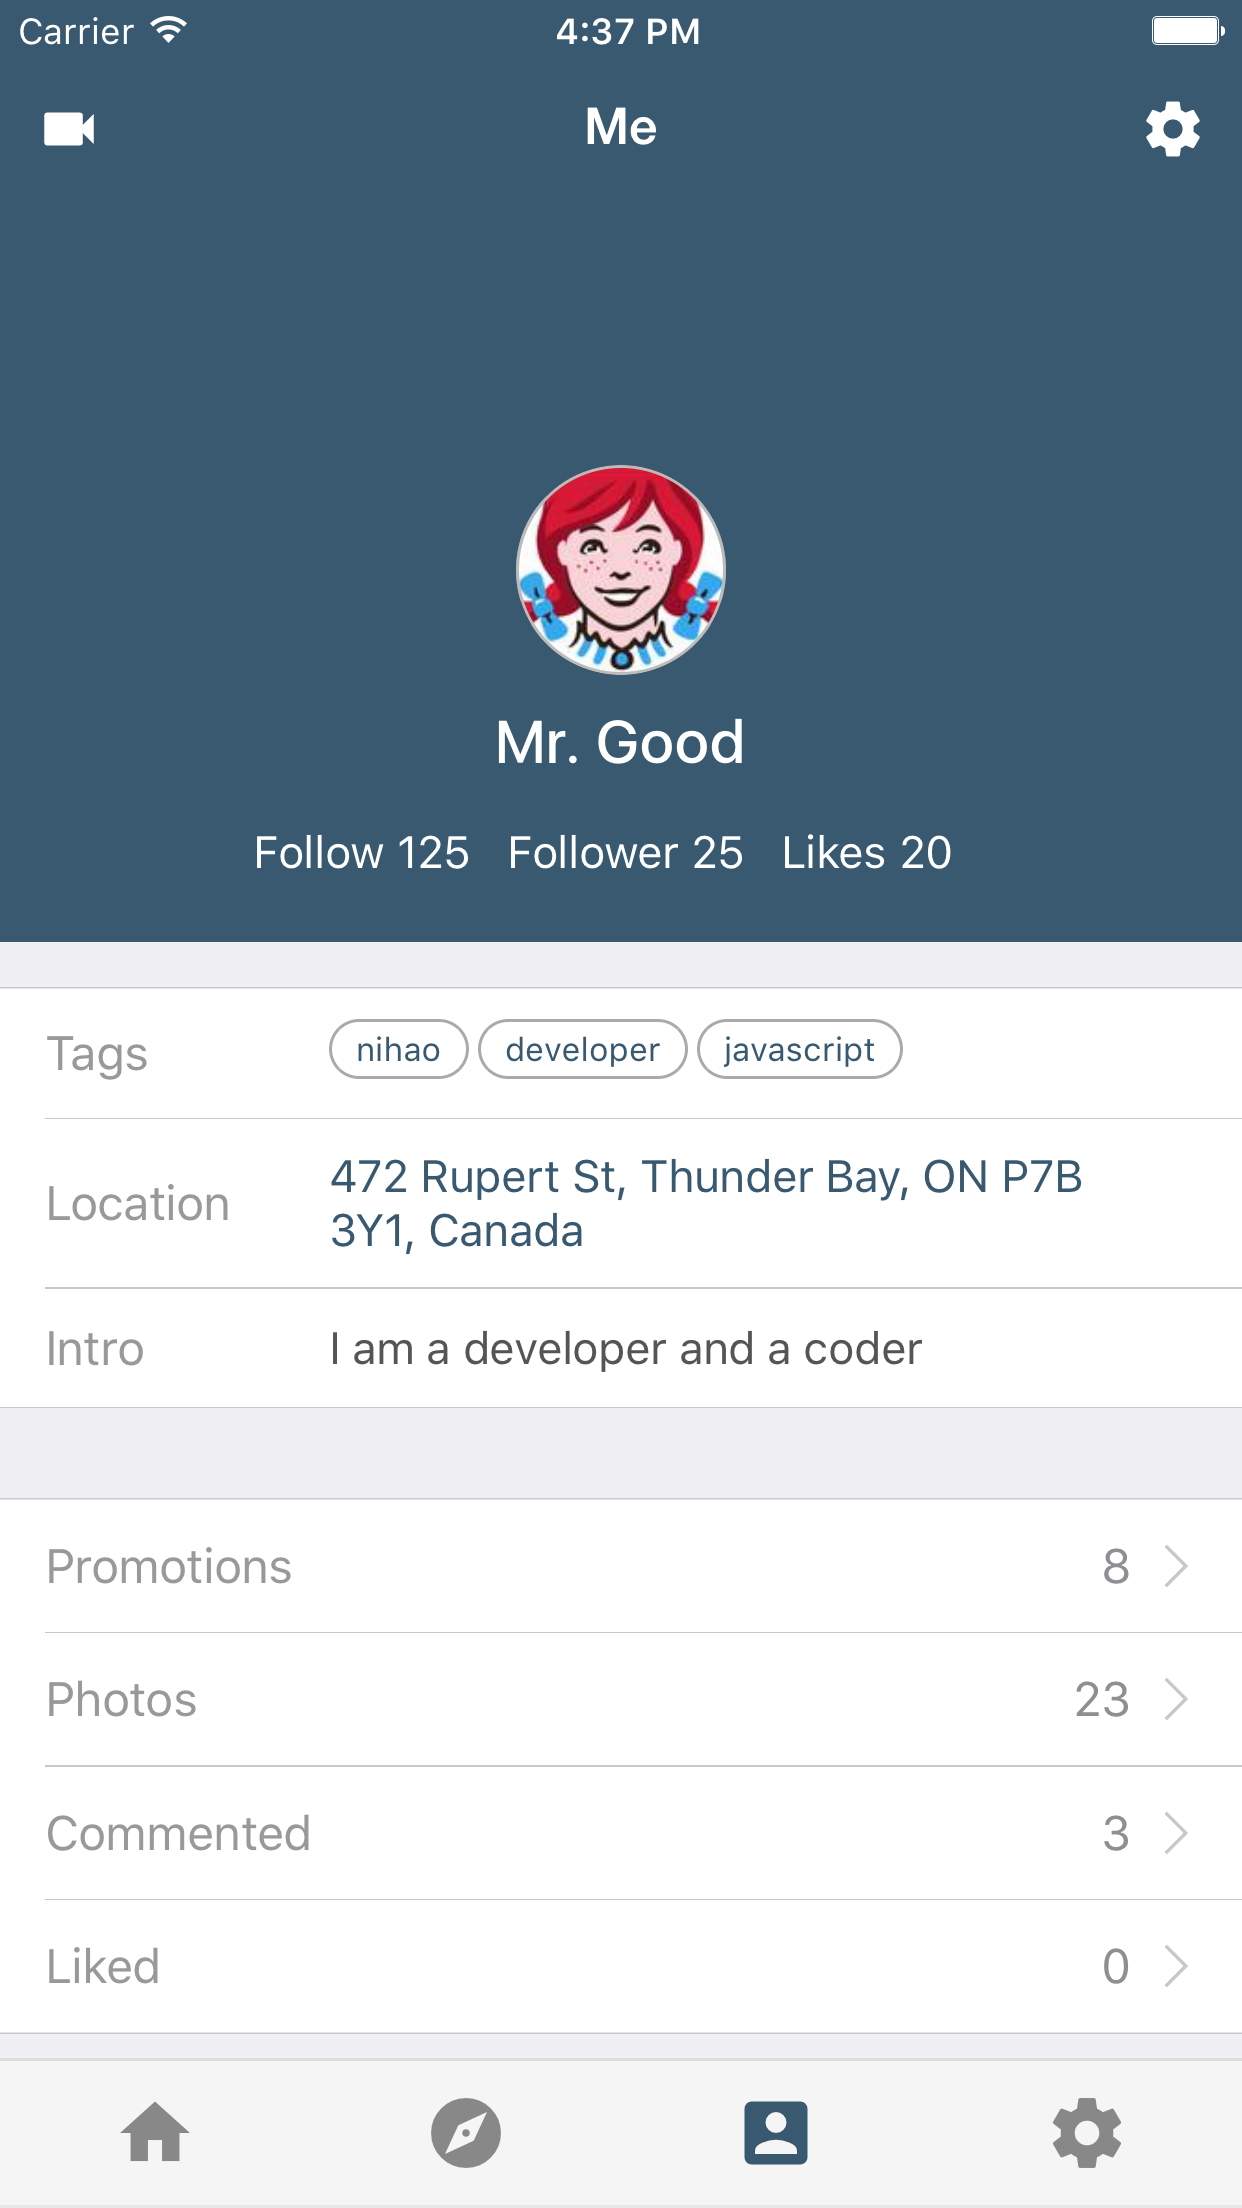 Carrier 4:37 PM
Me
Mr. Good
Follow 125 Follower 25 Likes 20
Tags nihao developer javascript
Location 472 Rupert St, Thunder Bay, ON P7B
3Y1, Canada
Intro I am a developer and a coder
Promotions 8
Photos 23
Commented 3
Liked 0